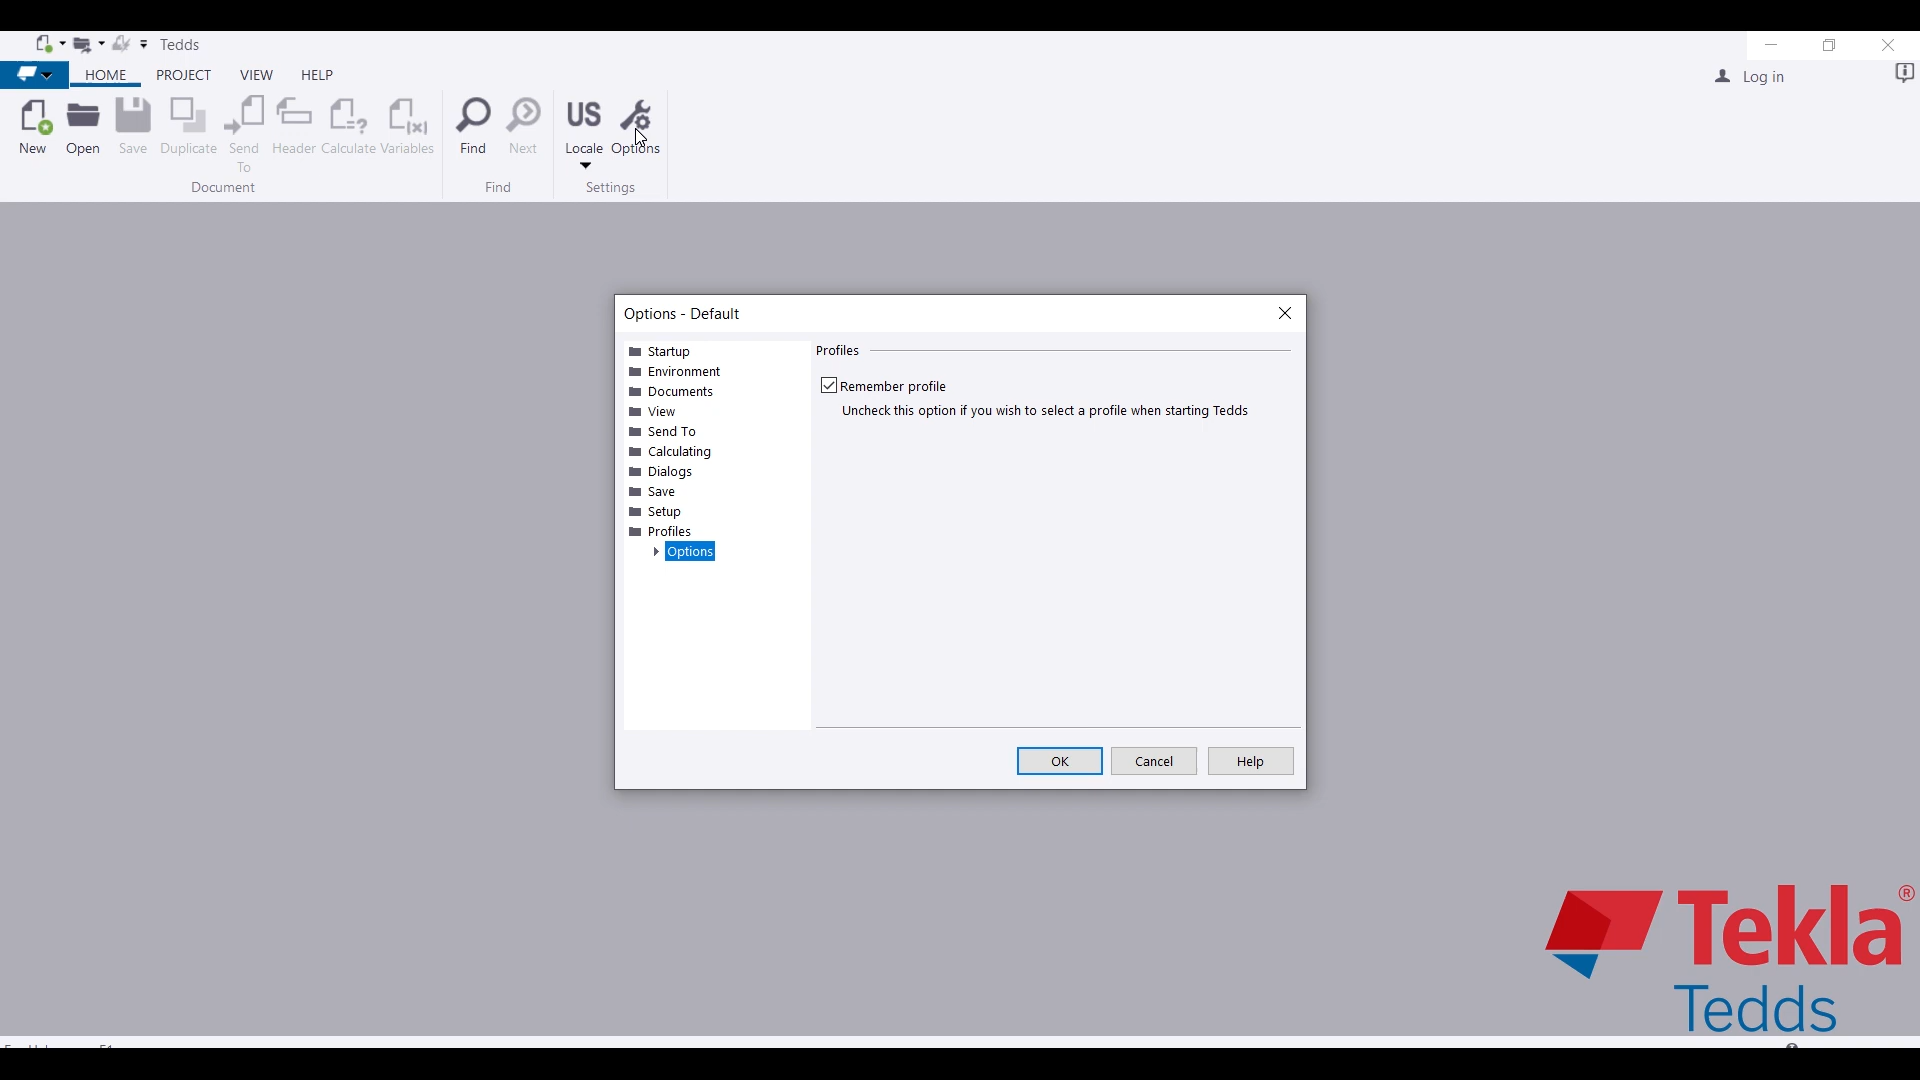 Tedds
HOME PROJECT VIEW HELP
Log in
US
New Open Save Duplicate Send To Header Calculate Variables Find Next Locale Options
Document Find Settings
Options - Default
Startup
Environment
Documents
View
Send To
Calculating
Dialogs
Save
Setup
Profiles
Options
Profiles
Remember profile
Uncheck this option if you wish to select a profile when starting Tedds
OK Cancel Help
Tekla®
Tedds